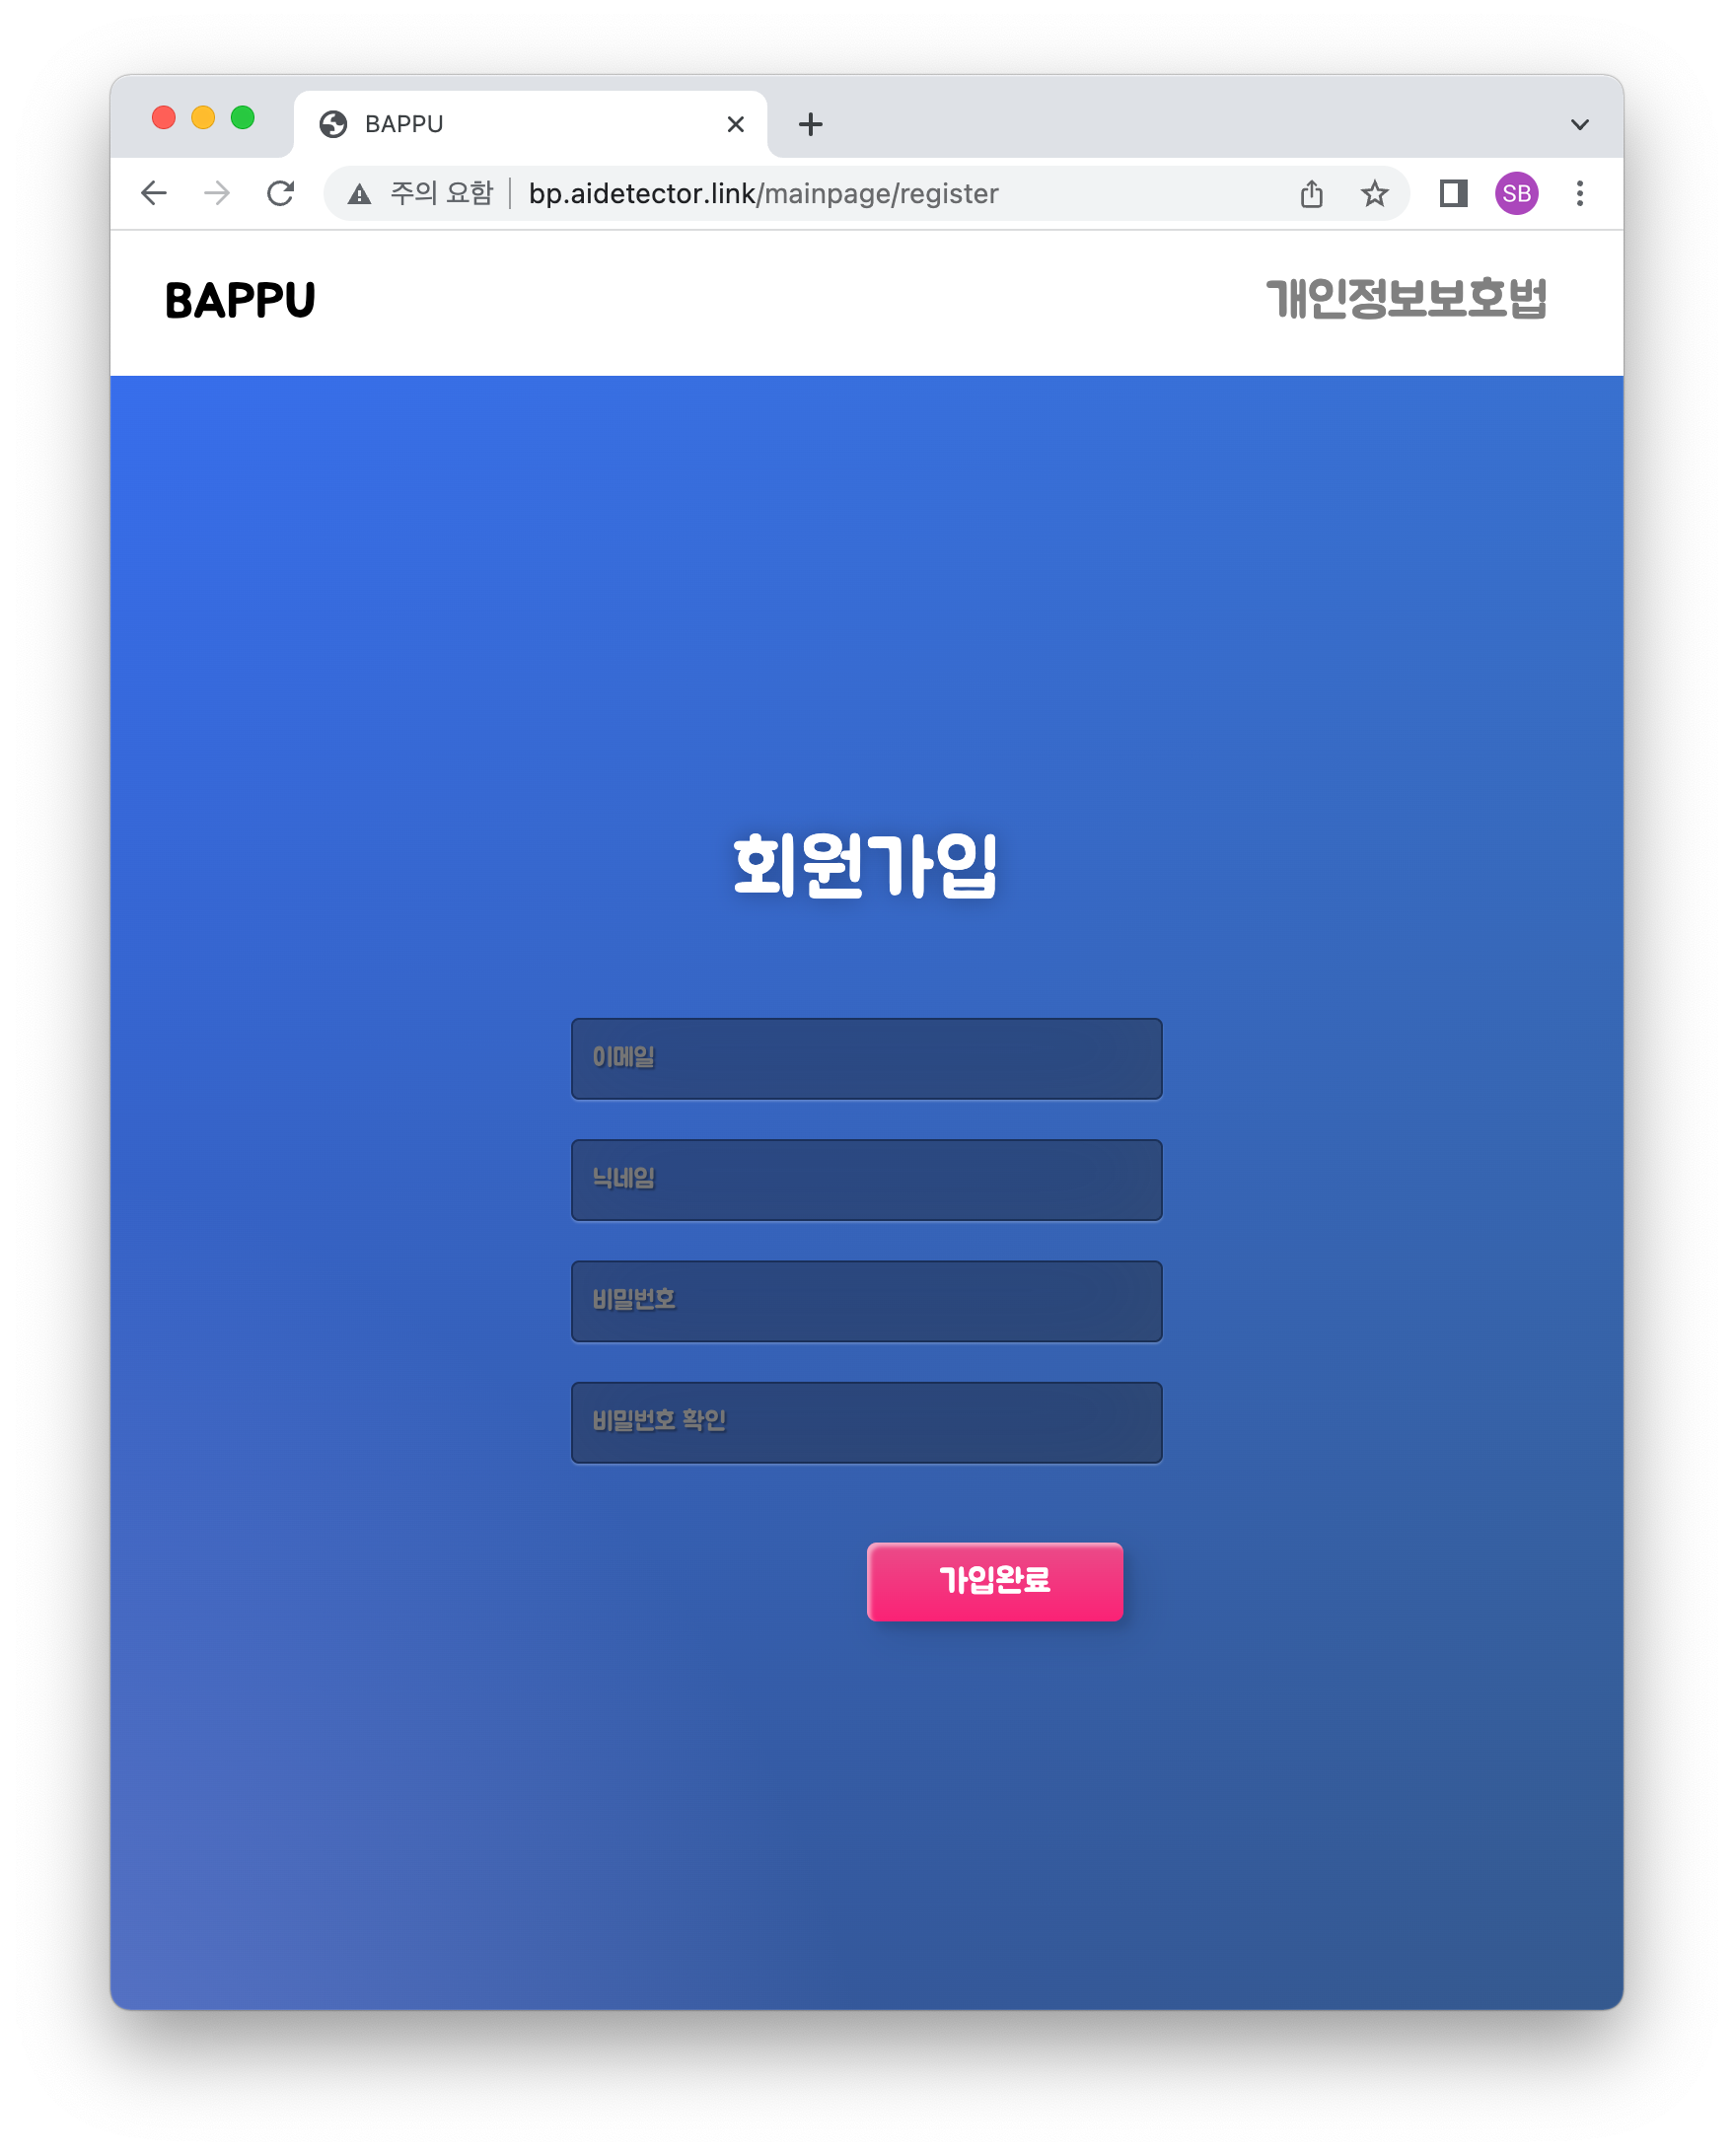 BAPPU
주의 요함 bp.aidetector.link/mainpage/register
SB
BAPPU
개인정보보호법
회원가입
이메일
닉네임
비밀번호
비밀번호 확인
가입완료